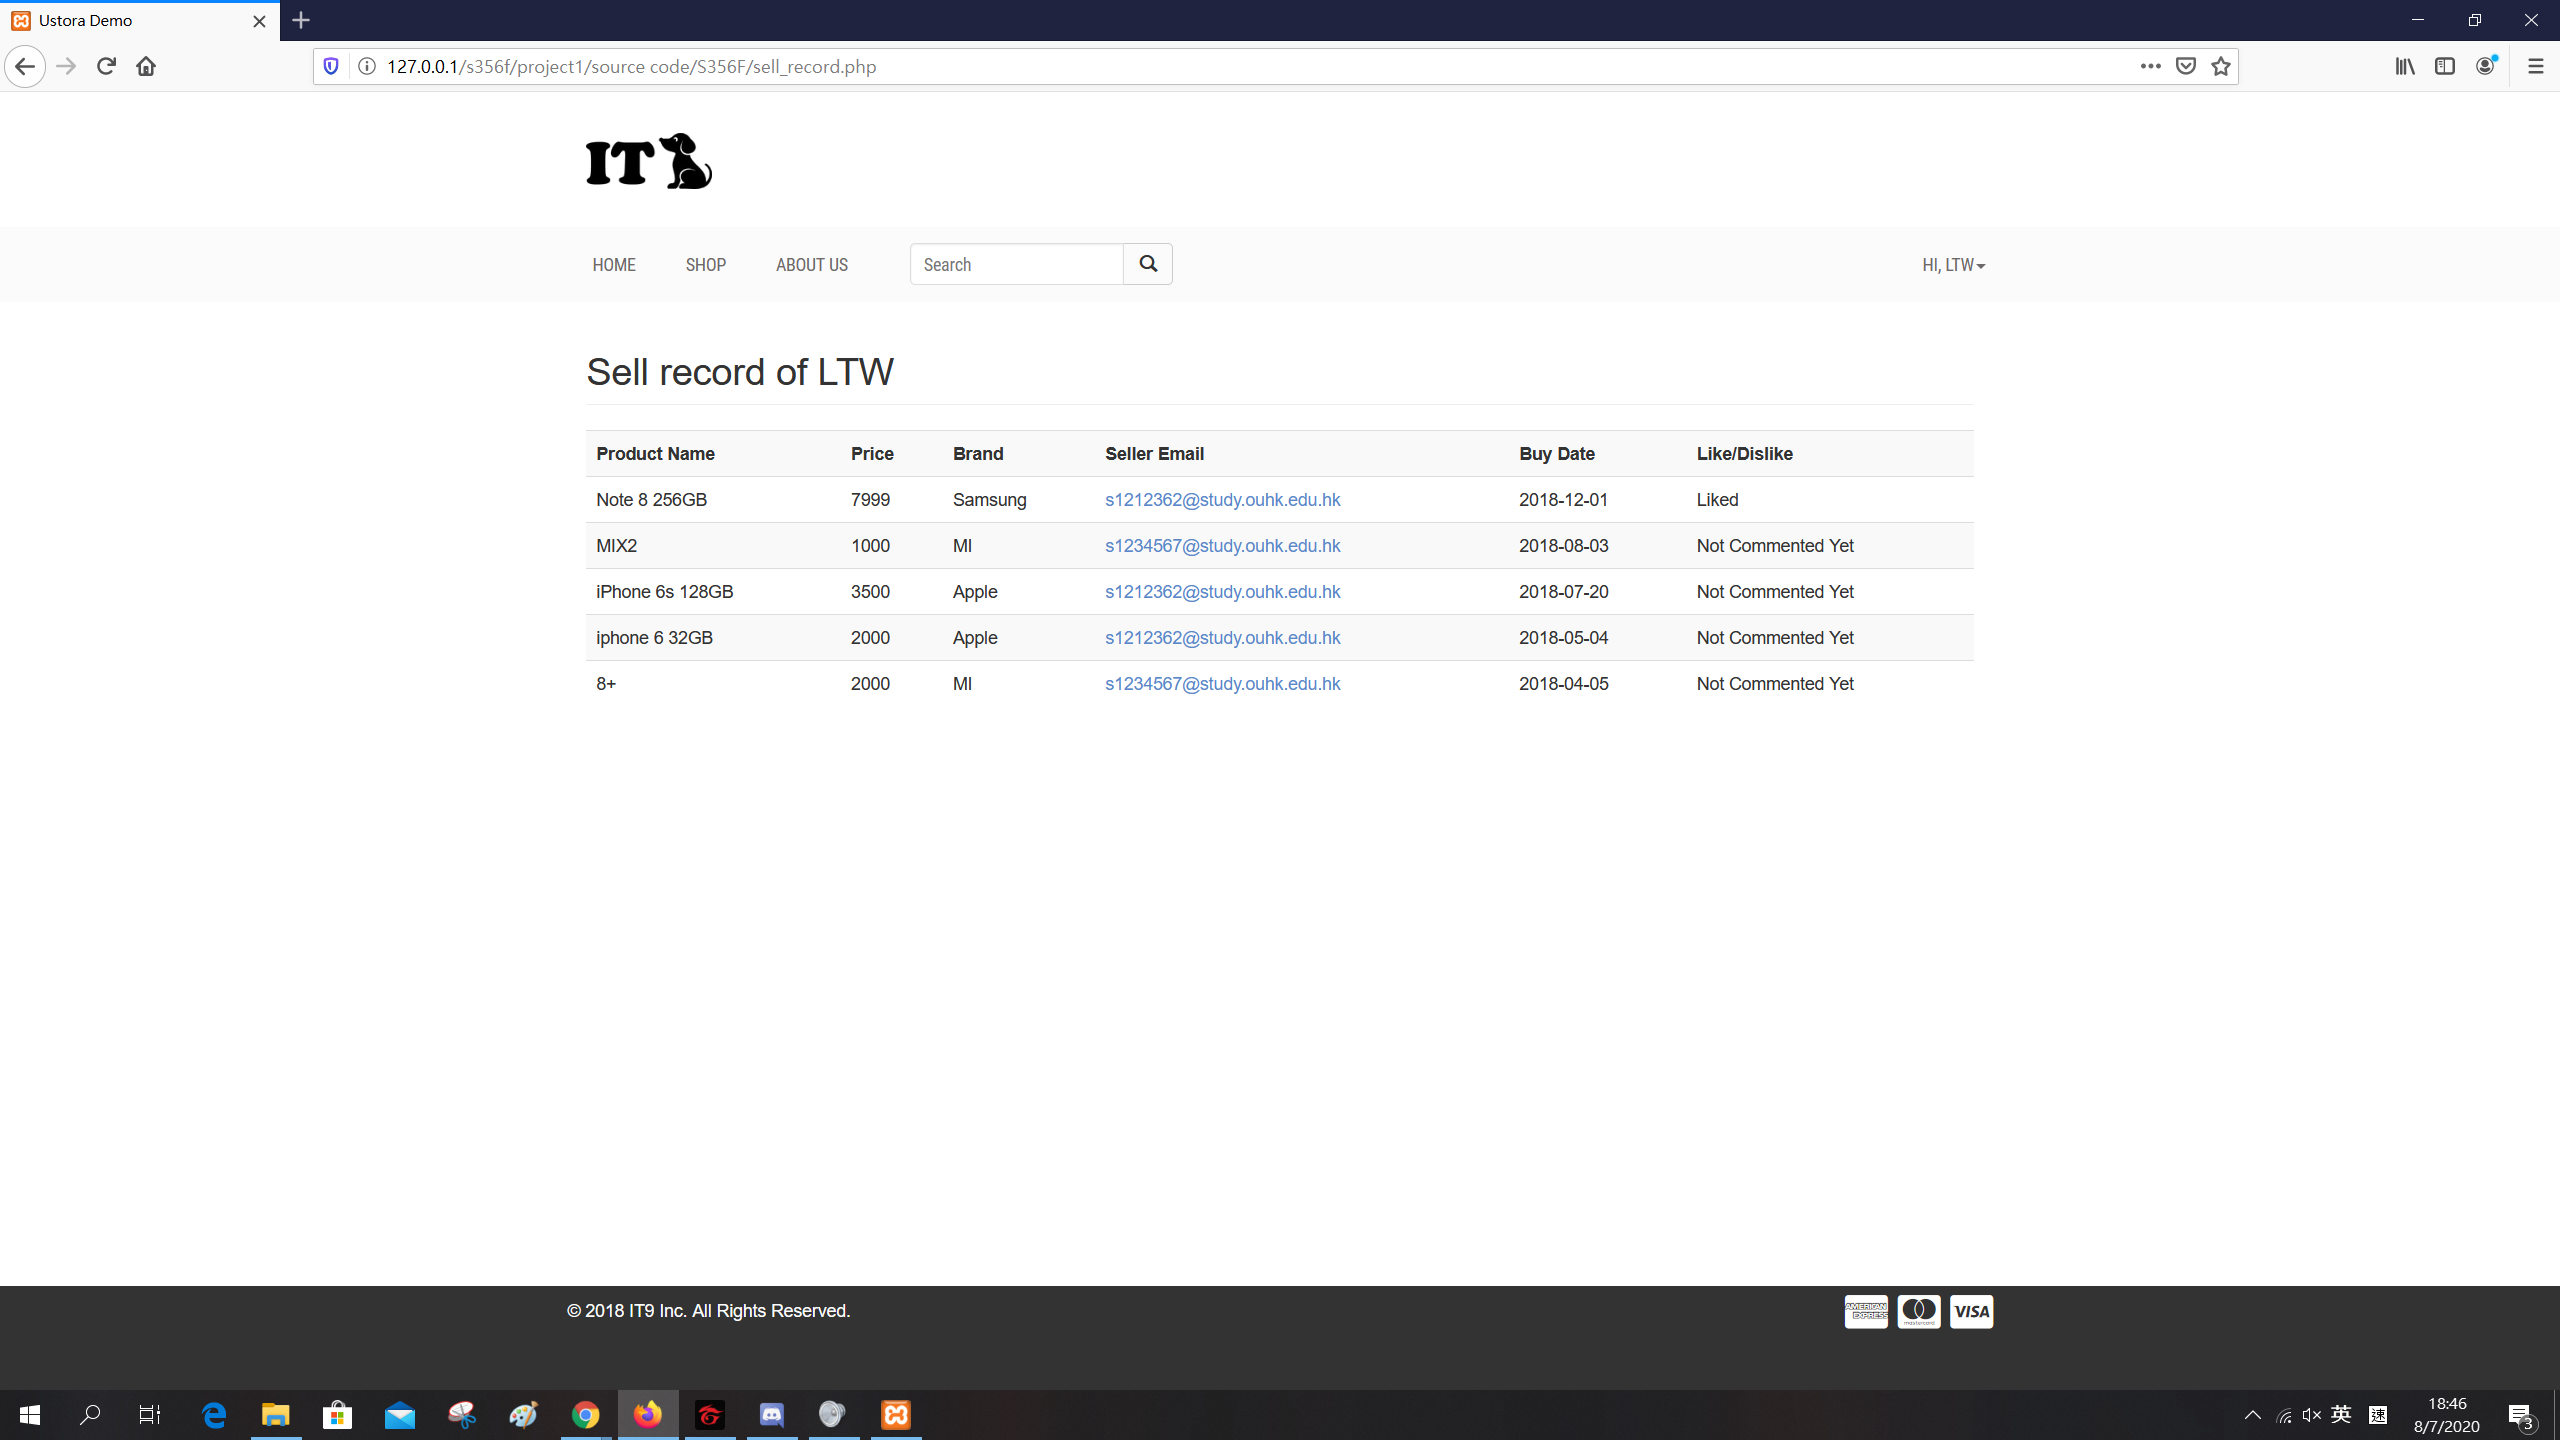 Ustora Demo
127.0.0.1/s356f/project1/source code/S356F/sell_record.php
IT
HOME SHOP ABOUT US Search HI, LTW
Sell record of LTW
Product Name Price Brand Seller Email Buy Date Like/Dislike
Note 8 256GB 7999 Samsung s1212362@study.ouhk.edu.hk 2018-12-01 Liked
MIX2 1000 MI s1234567@study.ouhk.edu.hk 2018-08-03 Not Commented Yet
iPhone 6s 128GB 3500 Apple s1212362@study.ouhk.edu.hk 2018-07-20 Not Commented Yet
iphone 6 32GB 2000 Apple s1212362@study.ouhk.edu.hk 2018-05-04 Not Commented Yet
8+ 2000 MI s1234567@study.ouhk.edu.hk 2018-04-05 Not Commented Yet
© 2018 IT9 Inc. All Rights Reserved. AMERICAN EXPRESS mastercard VISA
英 速 18:46
8/7/2020 3